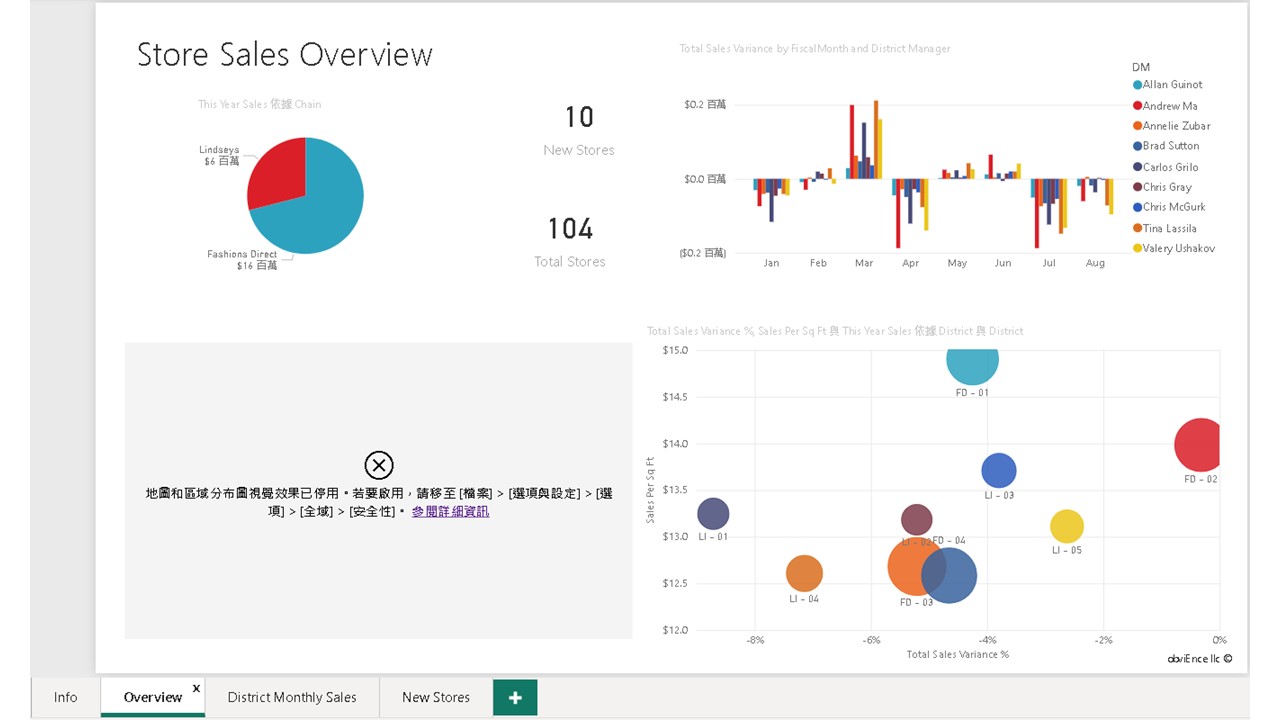 Store Sales Overview
This Year Sales 依據 Chain
Lindseys
$6 百萬
Fashions Direct
$16 百萬
10
New Stores
104
Total Stores
Total Sales Variance by FiscalMonth and District Manager
$0.2 百萬
$0.0 百萬
($0.2 百萬)
Jan Feb Mar Apr May Jun Jul Aug
DM
Allan Guinot
Andrew Ma
Annelie Zubar
Brad Sutton
Carlos Grilo
Chris Gray
Chris McGurk
Tina Lassila
Valery Ushakov
地圖和區域分布圖視覺效果已停用。若要啟用，請移至 [檔案] > [選項與設定] > [選
項] > [全域] > [安全性]。 參閱詳細資訊
Total Sales Variance %, Sales Per Sq Ft 與 This Year Sales 依據 District 與 District
Sales Per Sq Ft
$15.0
$14.5
$14.0
$13.5
$13.0
$12.5
$12.0
FD - 01
FD - 02
LI - 03
LI - 01
LI - 02
FD - 04
LI - 05
LI - 04
FD - 03
-8% -6% -4% -2% 0%
Total Sales Variance %
obviEnce llc ©
Info
Overview x
District Monthly Sales
New Stores
+